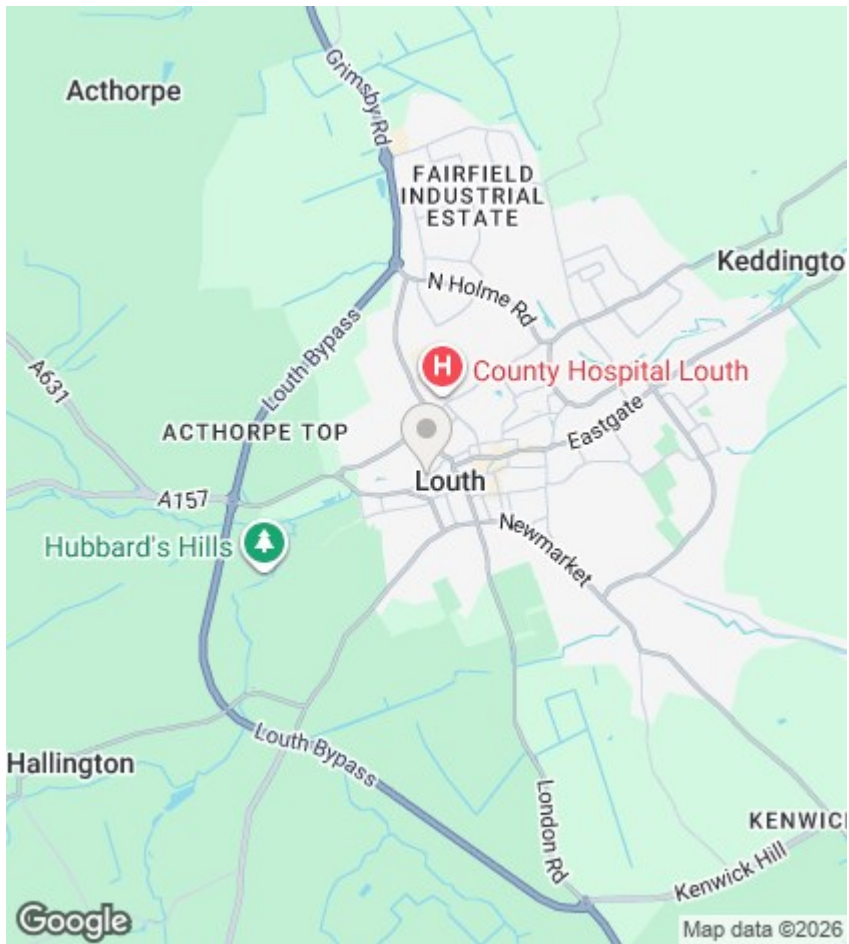 Acthorpe
Grimsby Rd
FAIRFIELD
INDUSTRIAL
ESTATE
Keddingto
N Holme Rd
Louth Bypass
A631
H
County Hospital Louth
ACTHORPE TOP
Eastgate
Louth
A157
Newmarket
Hubbard's Hills
Louth Bypass
Hallington
London Rd
KENWICK
Kenwick Hill
Google
Map data ©2026